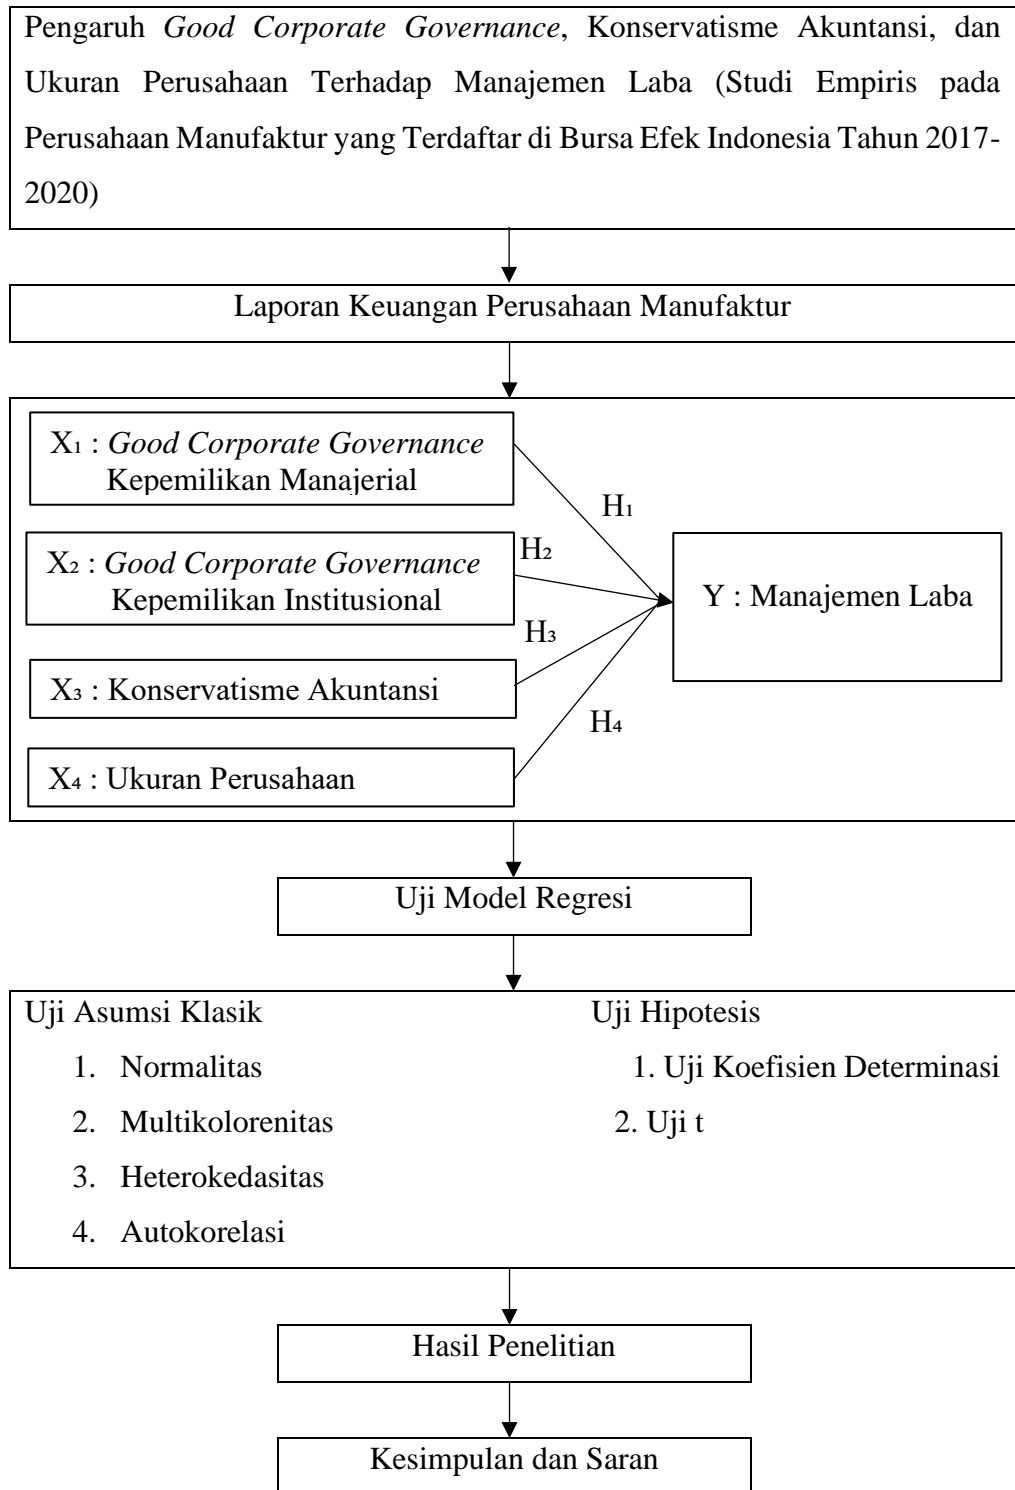 Pengaruh Good Corporate Governance, Konservatisme Akuntansi, dan
Ukuran Perusahaan Terhadap Manajemen Laba (Studi Empiris pada
Perusahaan Manufaktur yang Terdaftar di Bursa Efek Indonesia Tahun 2017-
2020)
Laporan Keuangan Perusahaan Manufaktur
X₁ : Good Corporate Governance
Kepemilikan Manajerial
H₁
X₂ : Good Corporate Governance
Kepemilikan Institusional
H₂
Y : Manajemen Laba
H₃
X₃ : Konservatisme Akuntansi
H₄
X₄ : Ukuran Perusahaan
Uji Model Regresi
Uji Asumsi Klasik
1. Normalitas
2. Multikolorenitas
3. Heterokedasitas
4. Autokorelasi
Uji Hipotesis
1. Uji Koefisien Determinasi
2. Uji t
Hasil Penelitian
Kesimpulan dan Saran